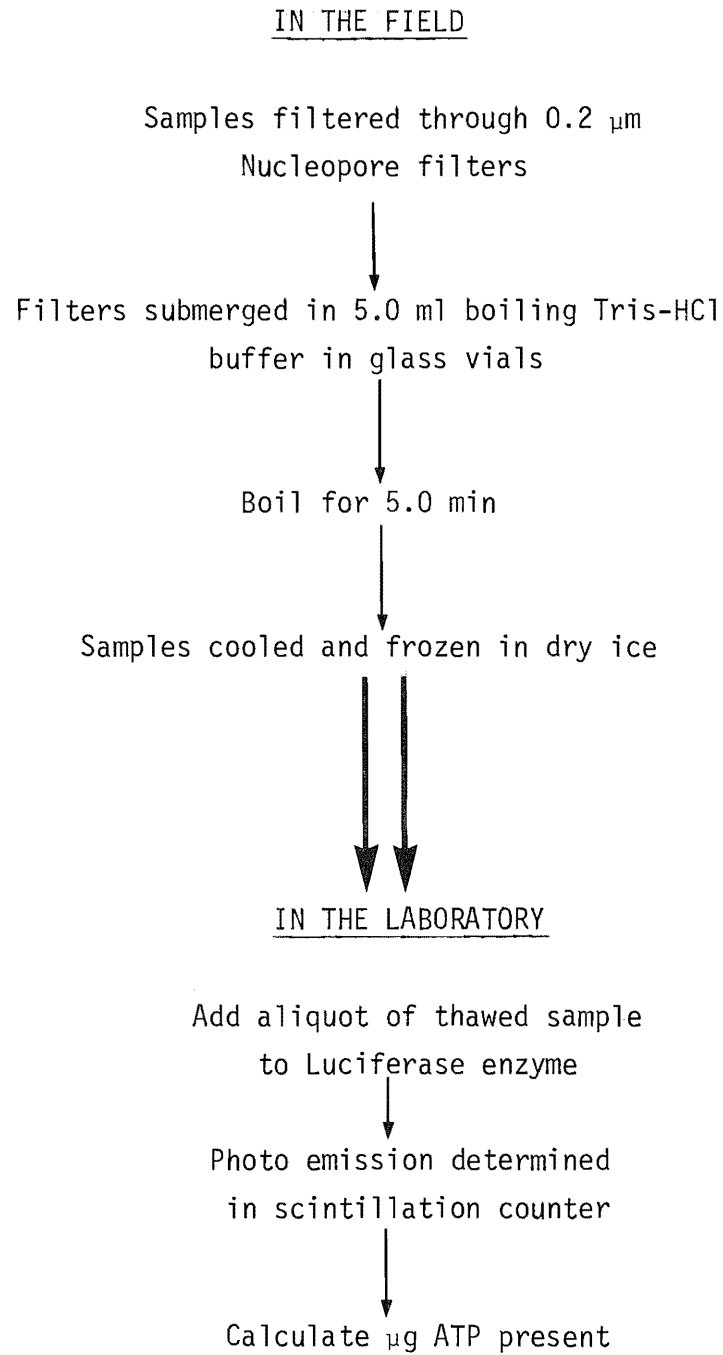 IN THE FIELD
Samples filtered through 0.2 μm
Nucleopore filters
Filters submerged in 5.0 ml boiling Tris-HCl
buffer in glass vials
Boil for 5.0 min
Samples cooled and frozen in dry ice
IN THE LABORATORY
Add aliquot of thawed sample
to Luciferase enzyme
Photo emission determined
in scintillation counter
Calculate μg ATP present